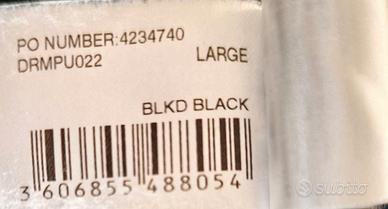 PO NUMBER:4234740
DRMPU022 LARGE
BLKD BLACK
3 606855 488054
subito